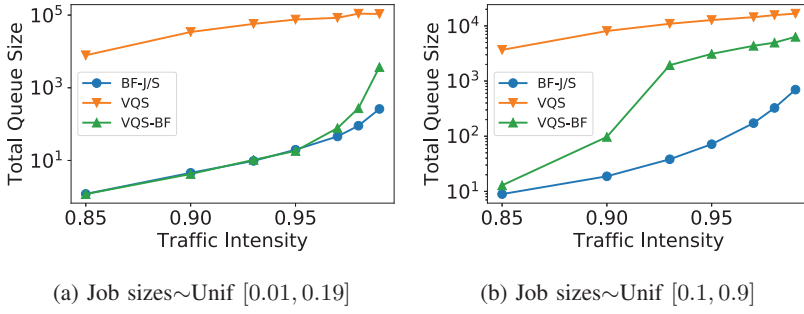 10^5
10^3
10^1
Total Queue Size
BF-J/S
VQS
VQS-BF
0.85
0.90
0.95
Traffic Intensity
(a) Job sizes∼Unif [0.01, 0.19]
10^4
10^3
10^2
10^1
Total Queue Size
BF-J/S
VQS
VQS-BF
0.85
0.90
0.95
Traffic Intensity
(b) Job sizes∼Unif [0.1, 0.9]